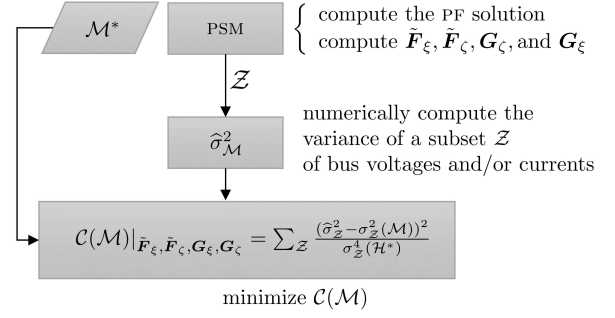 ℳ*
PSM
compute the PF solution
compute F̃_ξ, F̃_ζ, G_ζ, and G_ξ
𝒵
σ̂²_ℳ
numerically compute the
variance of a subset 𝒵
of bus voltages and/or currents
𝒞(ℳ)|_{F̃_ξ, F̃_ζ, G_ξ, G_ζ} = ∑_𝒵 (σ̂²_𝒵 − σ²_𝒵(ℳ))² / σ⁴_𝒵(ℋ*)
minimize 𝒞(ℳ)